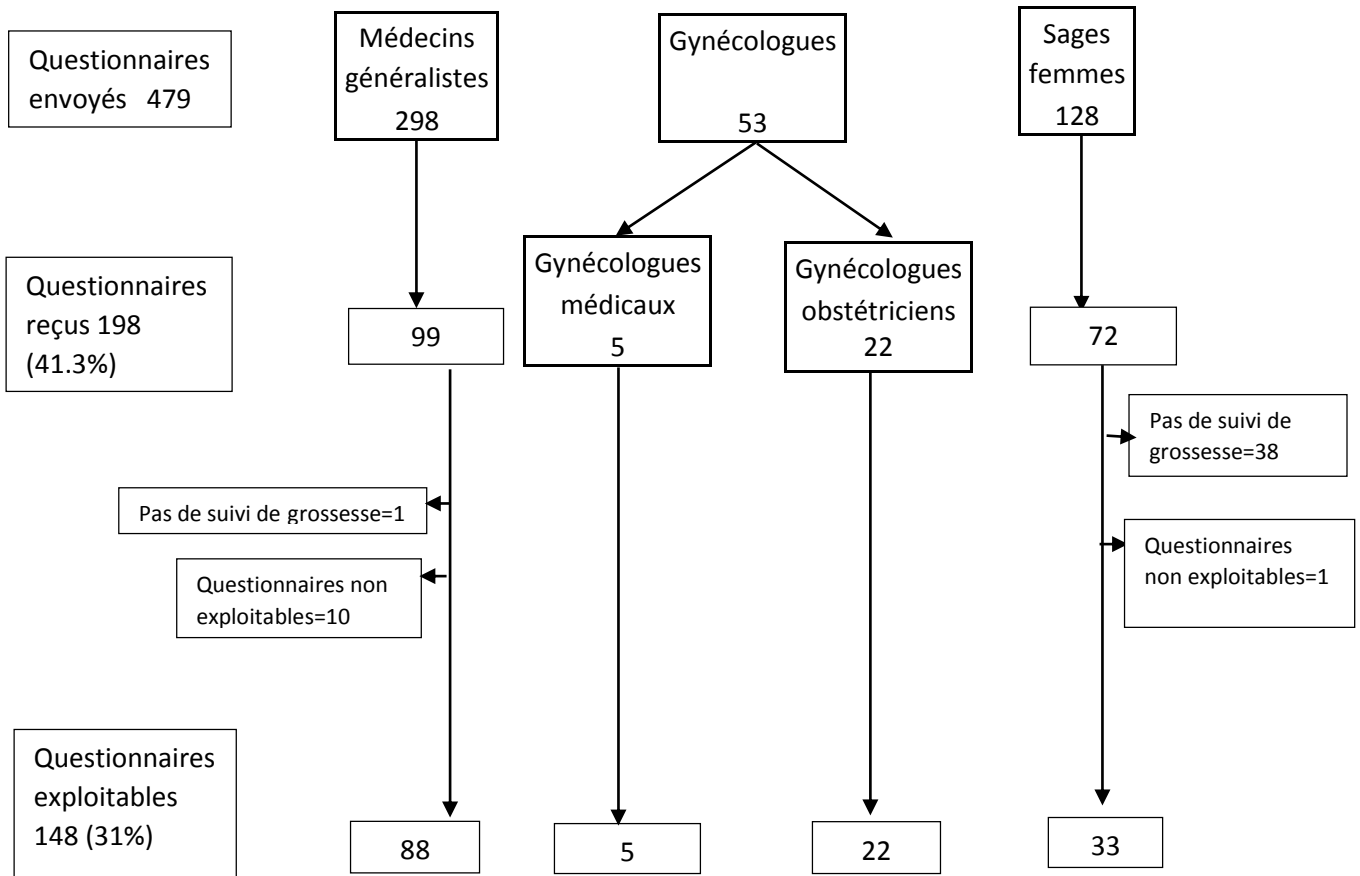 Questionnaires
envoyés 479
Médecins
généralistes
298
Gynécologues
53
Sages
femmes
128
Questionnaires
reçus 198
(41.3%)
99
Gynécologues
médicaux
5
Gynécologues
obstétriciens
22
72
Pas de suivi de
grossesse=38
Pas de suivi de grossesse=1
Questionnaires non
exploitables=10
Questionnaires
non exploitables=1
Questionnaires
exploitables
148 (31%)
88
5
22
33